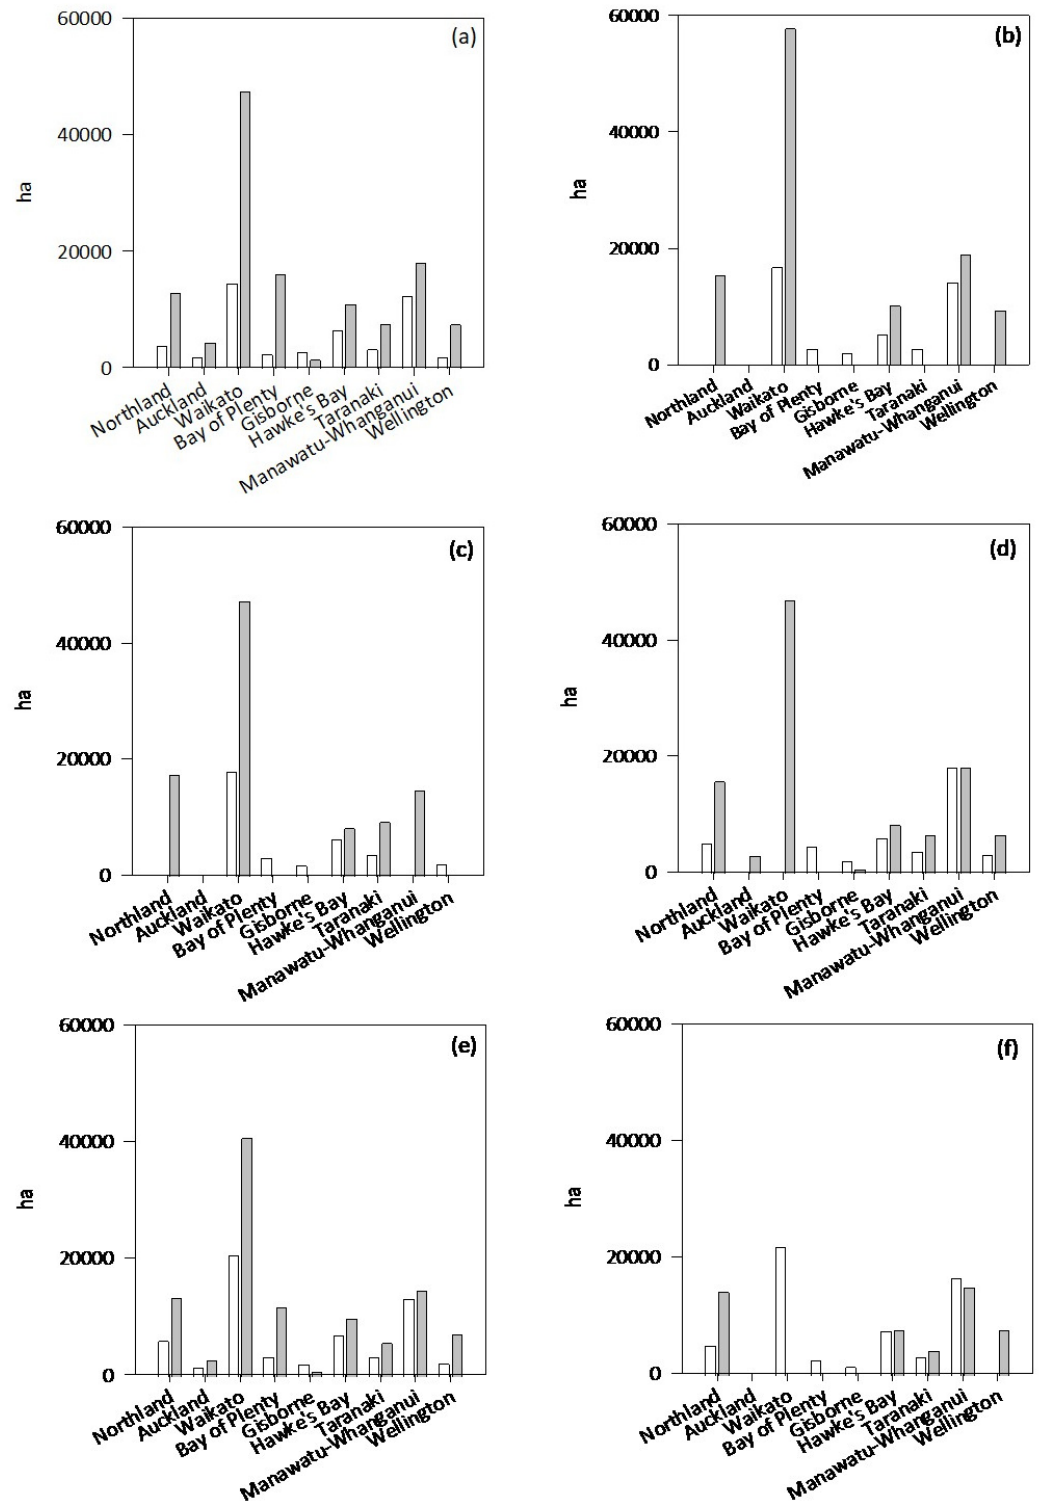 60000
(a)
40000
ha
20000
0
Northland
Auckland
Waikato
Bay of Plenty
Gisborne
Hawke's Bay
Taranaki
Manawatu-Whanganui
Wellington
60000
(b)
40000
ha
20000
0
Northland
Auckland
Waikato
Bay of Plenty
Gisborne
Hawke's Bay
Taranaki
Manawatu-Whanganui
Wellington
60000
(c)
40000
ha
20000
0
Northland
Auckland
Waikato
Bay of Plenty
Gisborne
Hawke's Bay
Taranaki
Manawatu-Whanganui
Wellington
60000
(d)
40000
ha
20000
0
Northland
Auckland
Waikato
Bay of Plenty
Gisborne
Hawke's Bay
Taranaki
Manawatu-Whanganui
Wellington
60000
(e)
40000
ha
20000
0
Northland
Auckland
Waikato
Bay of Plenty
Gisborne
Hawke's Bay
Taranaki
Manawatu-Whanganui
Wellington
60000
(f)
40000
ha
20000
0
Northland
Auckland
Waikato
Bay of Plenty
Gisborne
Hawke's Bay
Taranaki
Manawatu-Whanganui
Wellington